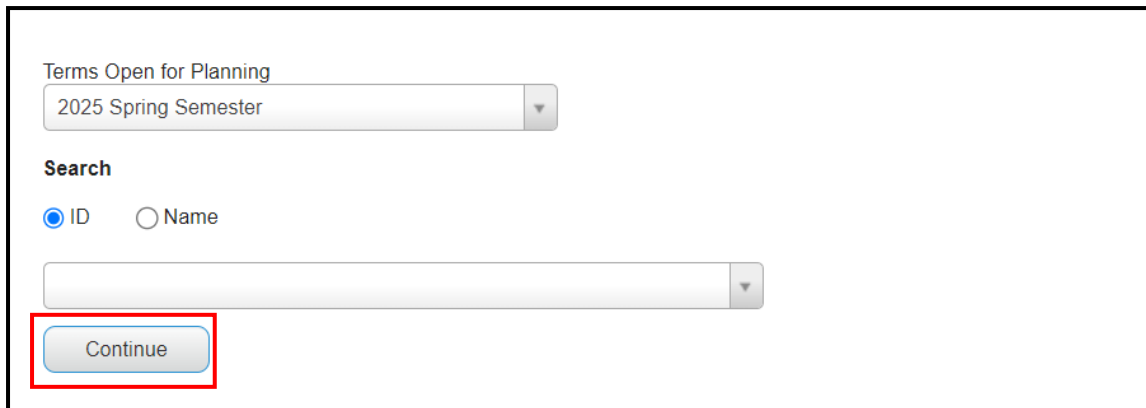 Terms Open for Planning
2025 Spring Semester
Search
ID Name
Continue